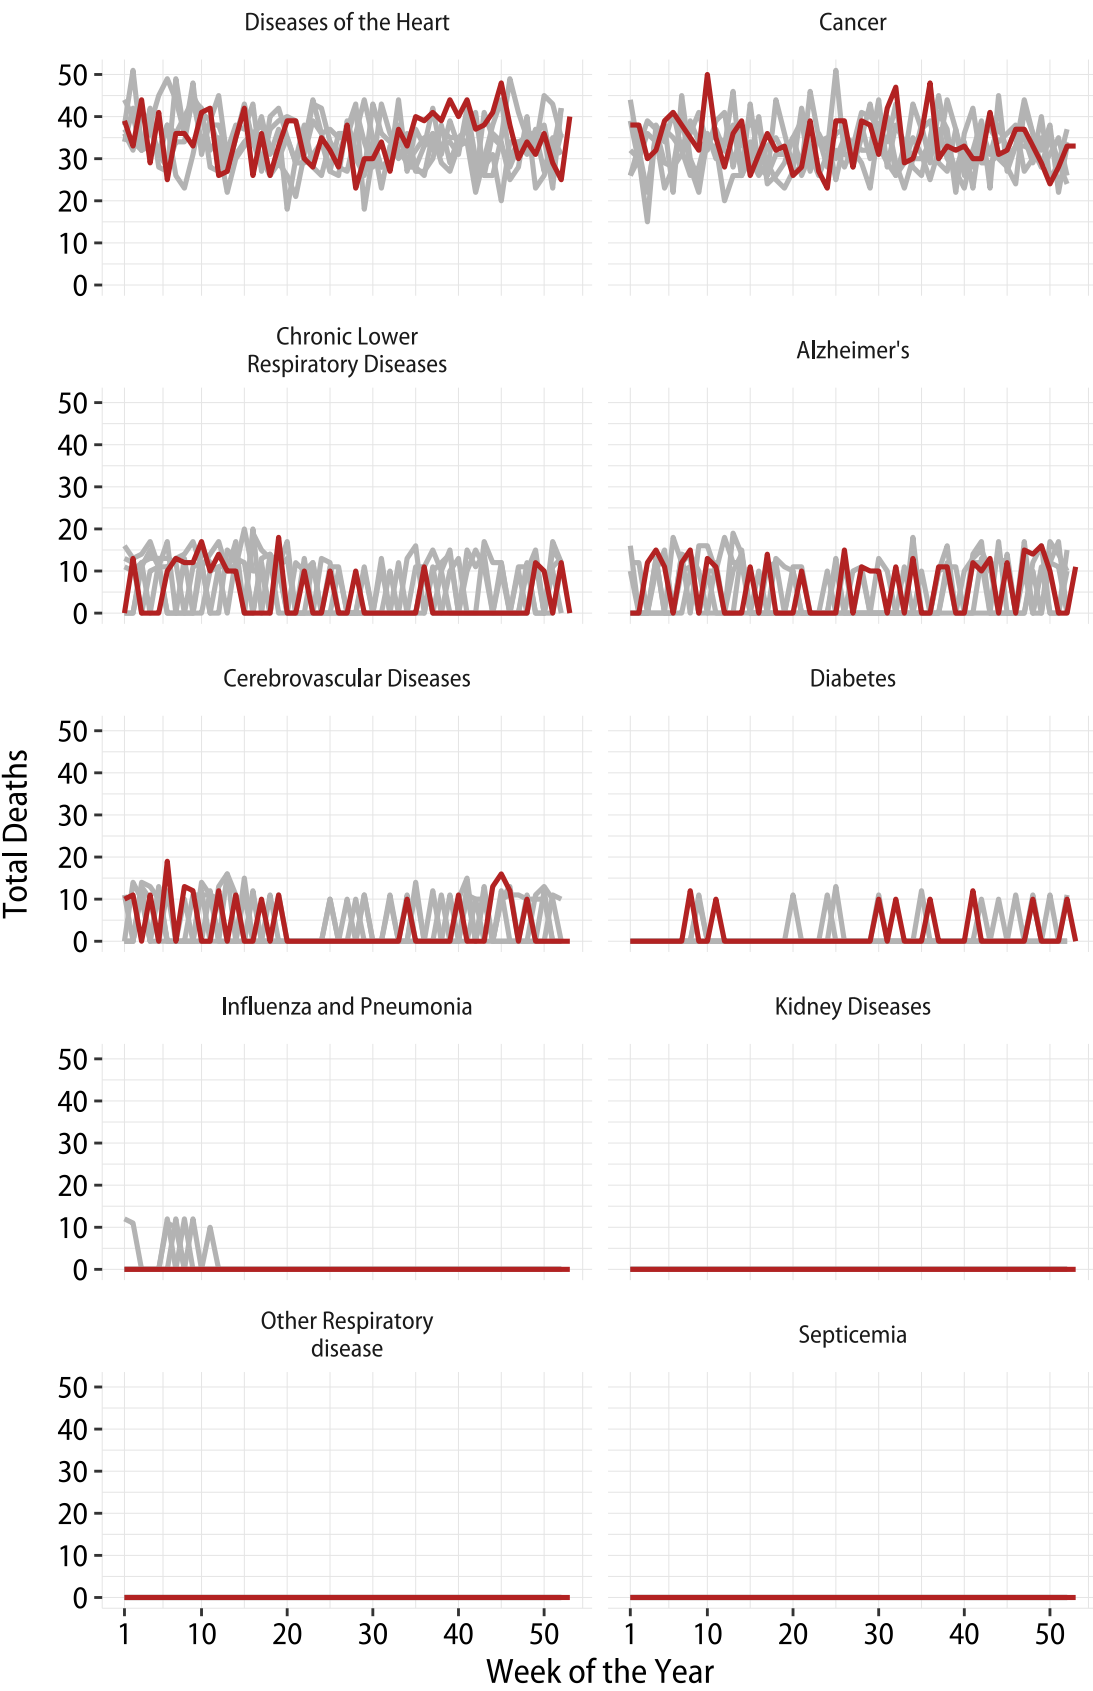 Diseases of the Heart
Cancer
50
40
30
20
10
0
Chronic Lower
Respiratory Diseases
Alzheimer's
50
40
30
20
10
0
Cerebrovascular Diseases
Diabetes
50
40
30
20
10
0
Total Deaths
Influenza and Pneumonia
Kidney Diseases
50
40
30
20
10
0
Other Respiratory
disease
Septicemia
50
40
30
20
10
0
1 10 20 30 40 50
1 10 20 30 40 50
Week of the Year